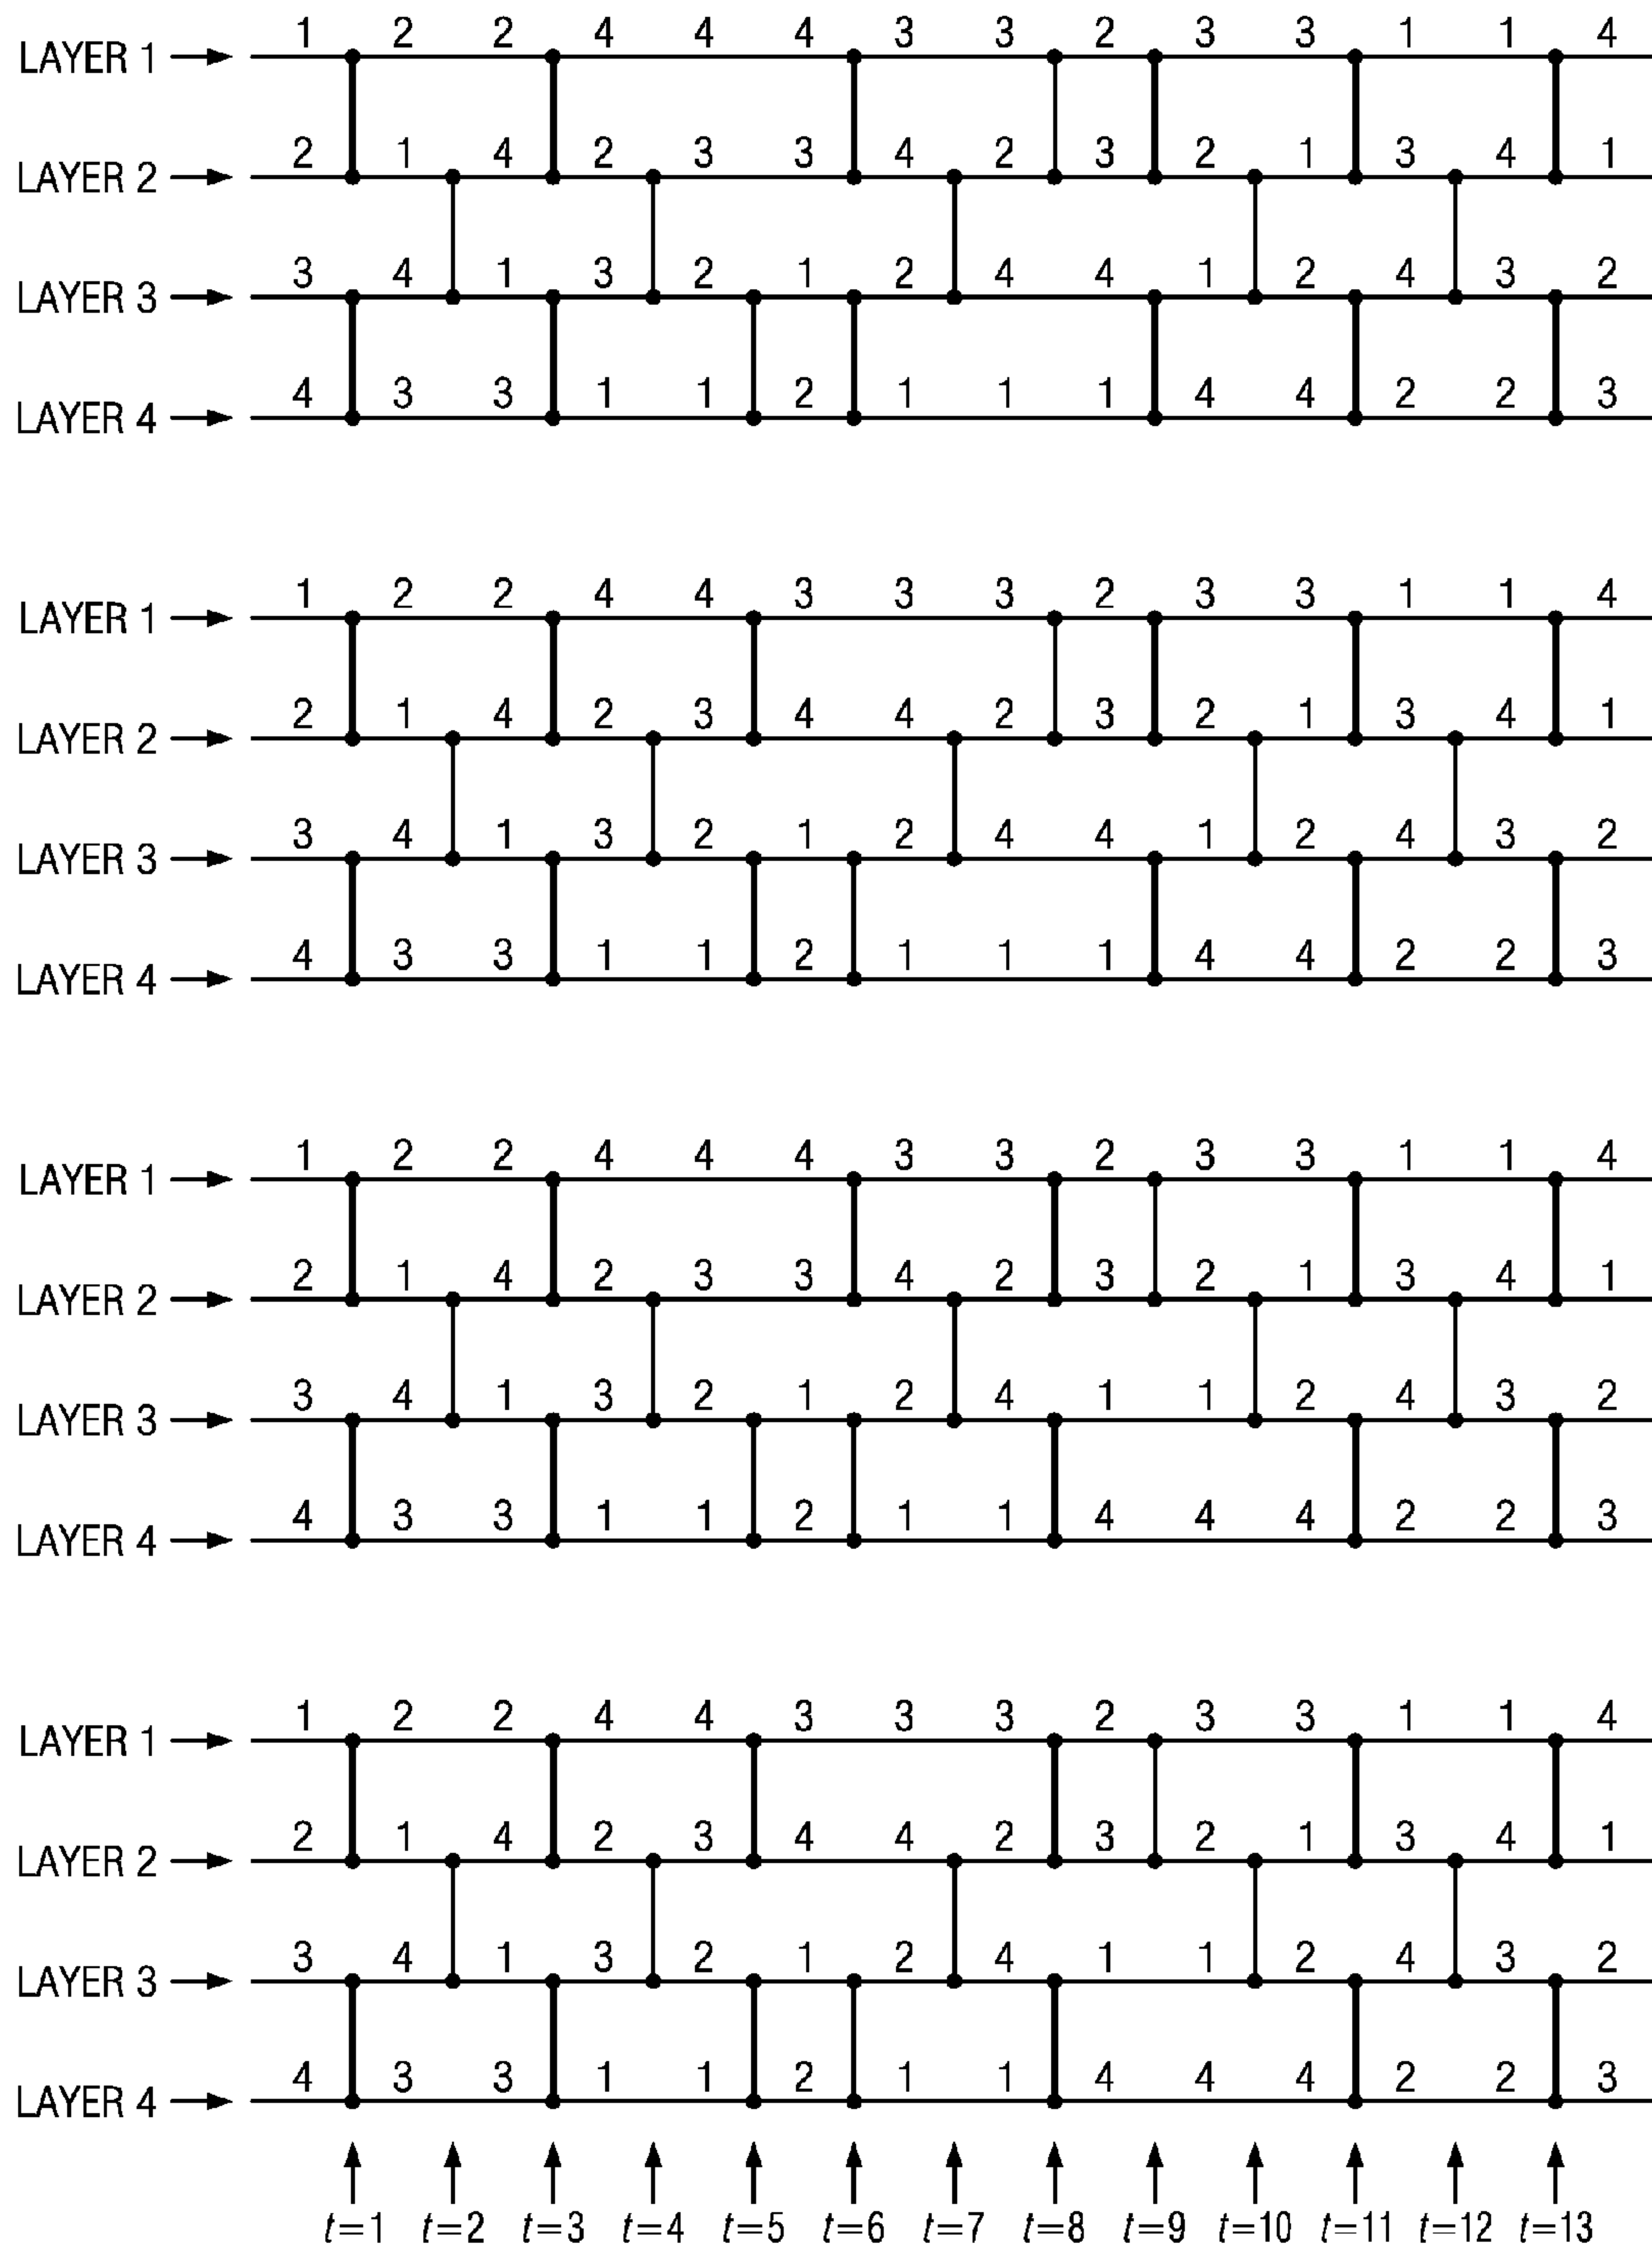 1 2 2 4 4 4 3 3 2 3 3 1 1 4
LAYER 1
2 1 4 2 3 3 4 2 3 2 1 3 4 1
LAYER 2
3 4 1 3 2 1 2 4 4 1 2 4 3 2
LAYER 3
4 3 3 1 1 2 1 1 1 4 4 2 2 3
LAYER 4
1 2 2 4 4 3 3 3 2 3 3 1 1 4
LAYER 1
2 1 4 2 3 4 4 2 3 2 1 3 4 1
LAYER 2
3 4 1 3 2 1 2 4 4 1 2 4 3 2
LAYER 3
4 3 3 1 1 2 1 1 1 4 4 2 2 3
LAYER 4
1 2 2 4 4 4 3 3 2 3 3 1 1 4
LAYER 1
2 1 4 2 3 3 4 2 3 2 1 3 4 1
LAYER 2
3 4 1 3 2 1 2 4 1 1 2 4 3 2
LAYER 3
4 3 3 1 1 2 1 1 4 4 4 2 2 3
LAYER 4
1 2 2 4 4 3 3 3 2 3 3 1 1 4
LAYER 1
2 1 4 2 3 4 4 2 3 2 1 3 4 1
LAYER 2
3 4 1 3 2 1 2 4 1 1 2 4 3 2
LAYER 3
4 3 3 1 1 2 1 1 4 4 4 2 2 3
LAYER 4
t=1 t=2 t=3 t=4 t=5 t=6 t=7 t=8 t=9 t=10 t=11 t=12 t=13